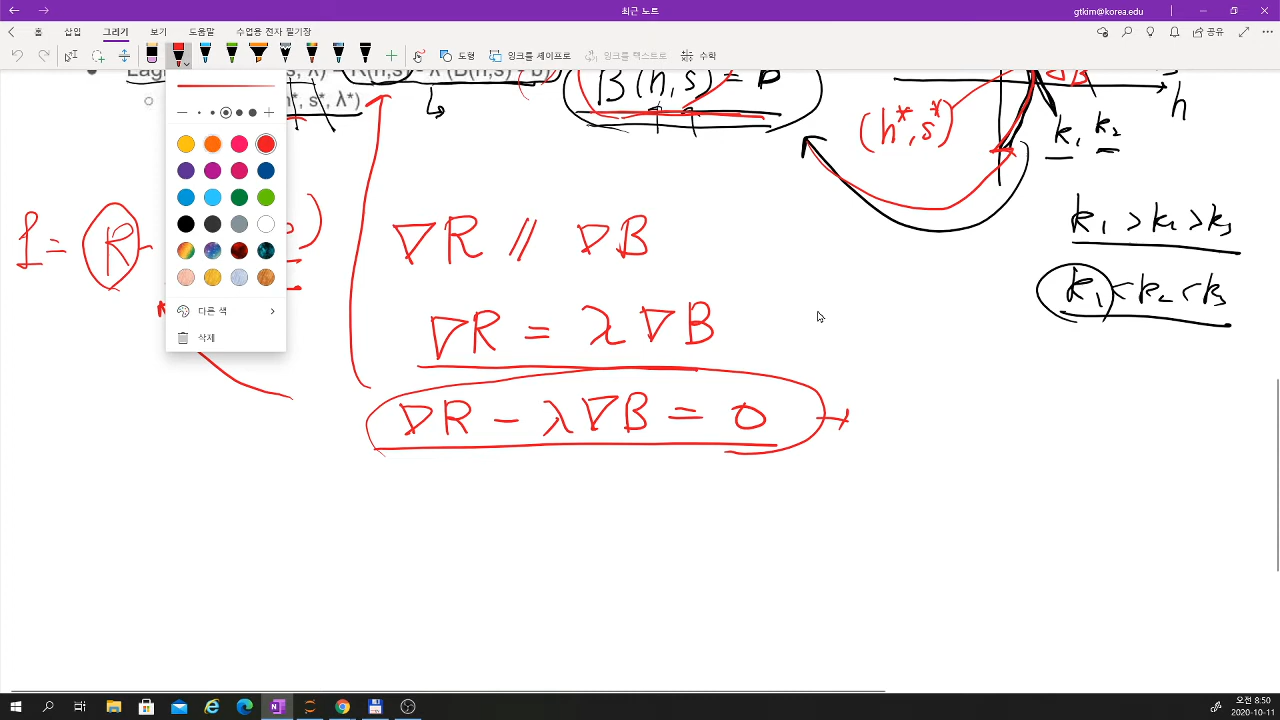 최근 노트
gtkim@korea.edu
홈 삽입 그리기 보기 도움말 수업용 전자 필기장
공유
도형 잉크를 셰이프로 잉크를 텍스트로 수학
B(h,s) = b
∇B
h
s*, λ*)
(h*, s*)
k₁ k₂
k₁ > k₂ > k₃
L = R -
∇R // ∇B
k₁ < k₂ < k₃
다른 색
∇R = λ∇B
삭제
∇R - λ∇B = 0
오전 8:50
2020-10-11